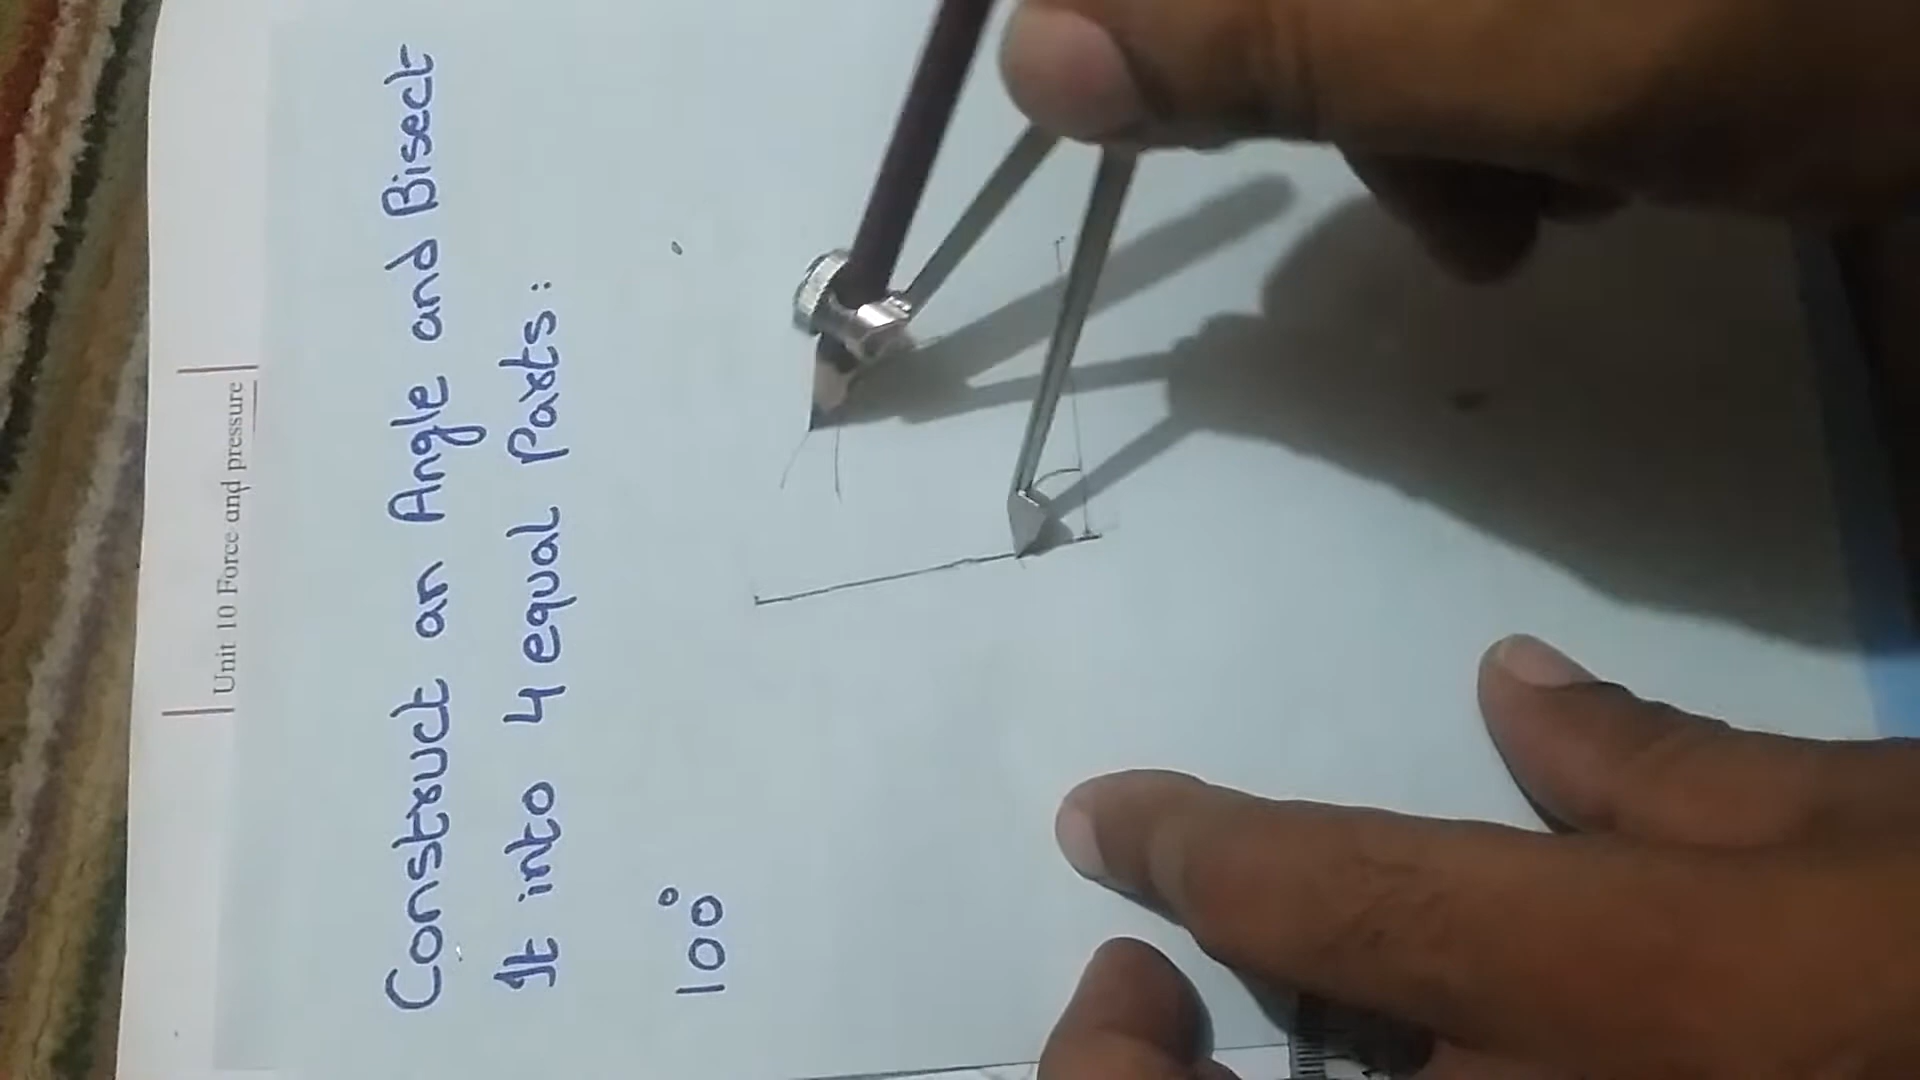 Unit 10 Force and pressure
Construct an Angle and Bisect
It into 4 equal Parts:
100°